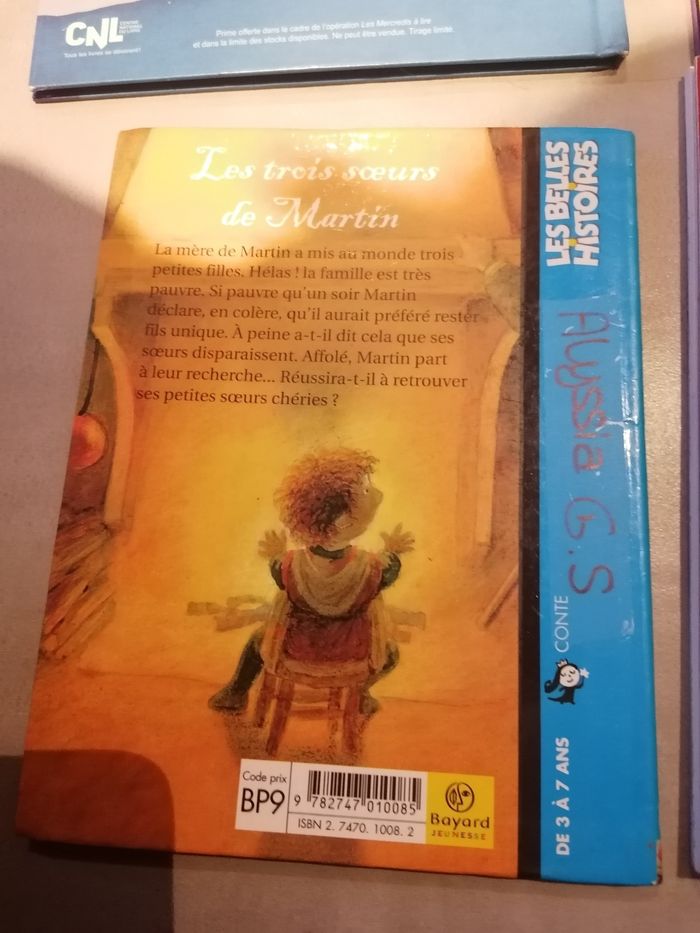 CNL CENTRE NATIONAL DU LIVRE
Tous les livres se dévorent !
Prime offerte dans le cadre de l'opération Les Mercredis à lire
et dans la limite des stocks disponibles. Ne peut être vendue. Tirage limité.
Les trois sœurs
de Martin
La mère de Martin a mis au monde trois
petites filles. Hélas ! la famille est très
pauvre. Si pauvre qu'un soir Martin
déclare, en colère, qu'il aurait préféré rester
fils unique. À peine a-t-il dit cela que ses
sœurs disparaissent. Affolé, Martin part
à leur recherche... Réussira-t-il à retrouver
ses petites sœurs chéries ?
LES BELLES
HISTOIRES
Alyssia G.S
CONTE
DE 3 À 7 ANS
Code prix
BP9
9 782747 010085
ISBN 2. 7470. 1008. 2
Bayard
JEUNESSE